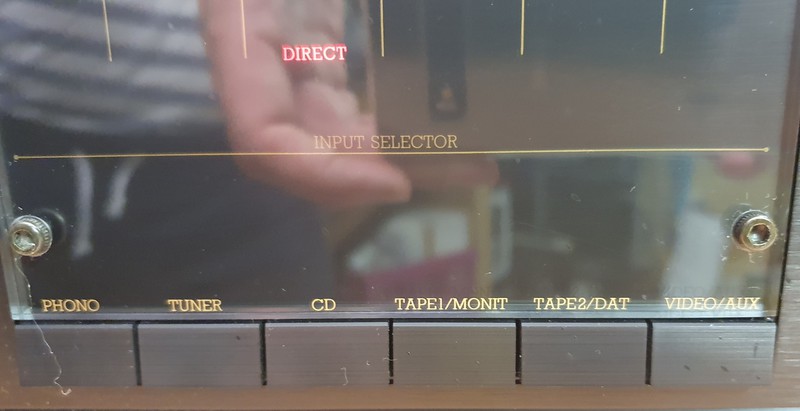 DIRECT
INPUT SELECTOR
PHONO TUNER CD TAPE1/MONIT TAPE2/DAT VIDEO/AUX